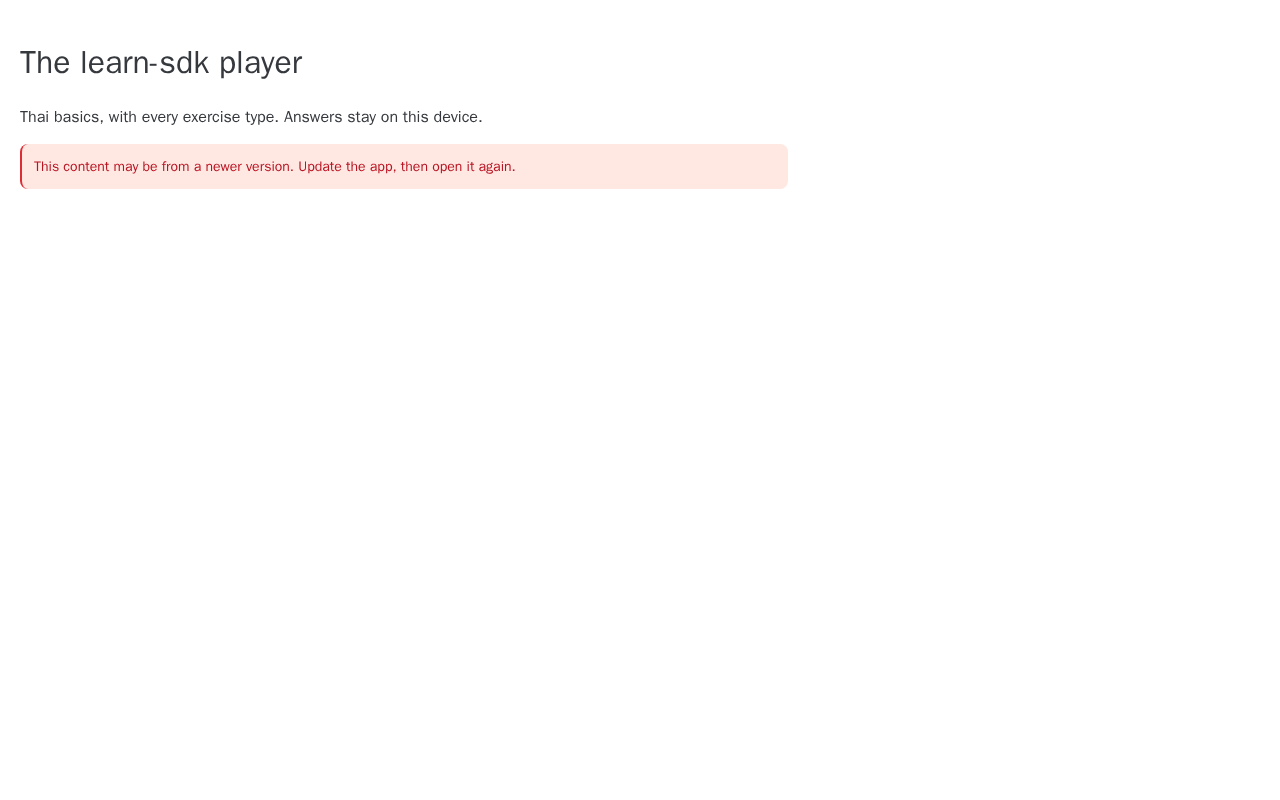 The learn-sdk player
Thai basics, with every exercise type. Answers stay on this device.
This content may be from a newer version. Update the app, then open it again.